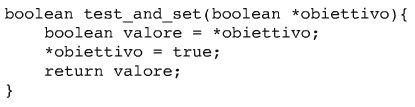 boolean test_and_set(boolean *obiettivo){
    boolean valore = *obiettivo;
    *obiettivo = true;
    return valore;
}